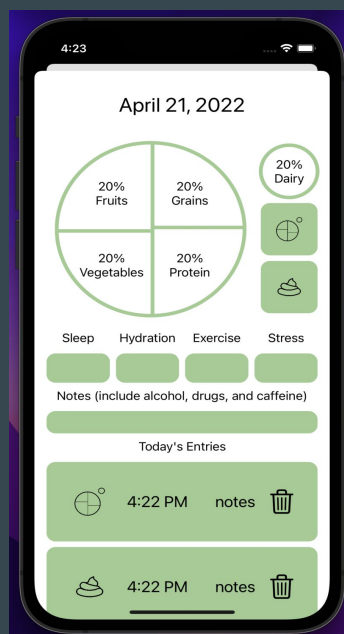 4:23
April 21, 2022
20%
Fruits
20%
Grains
20%
Dairy
20%
Vegetables
20%
Protein
Sleep Hydration Exercise Stress
Notes (include alcohol, drugs, and caffeine)
Today's Entries
4:22 PM notes
4:22 PM notes